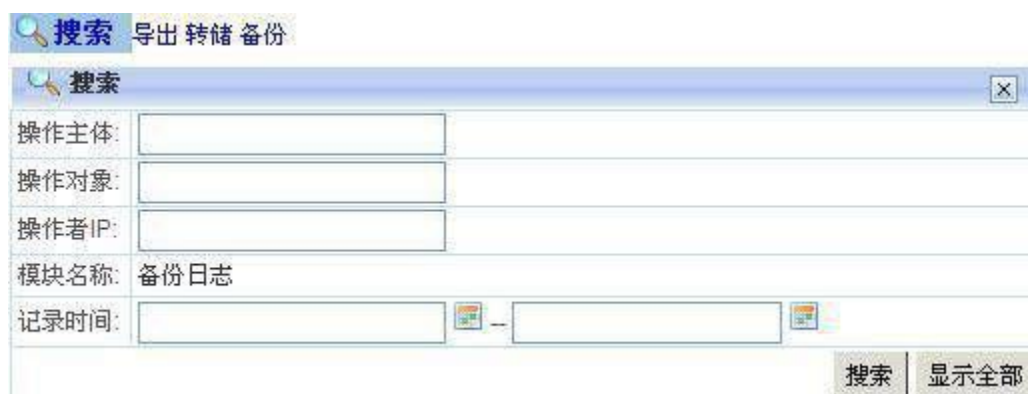 搜索 导出 转储 备份
搜索
操作主体:
操作对象:
操作者IP:
模块名称: 备份日志
记录时间: --
搜索 显示全部